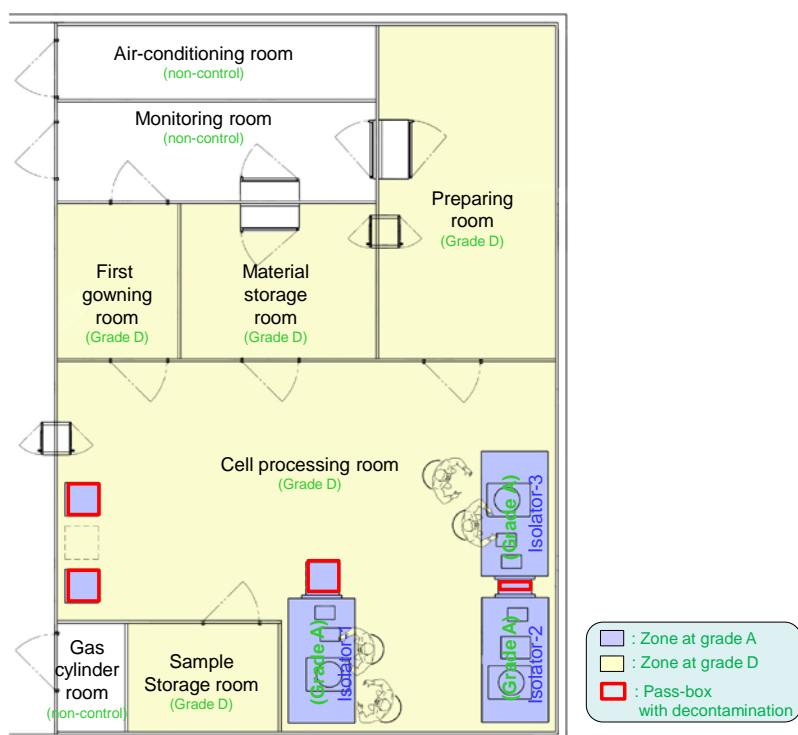 Air-conditioning room
(non-control)
Monitoring room
(non-control)
Preparing
room
(Grade D)
First
gowning
room
(Grade D)
Material
storage
room
(Grade D)
Cell processing room
(Grade D)
(Grade A)
Isolator-3
(Grade A)
Isolator-1
(Grade A)
Isolator-2
Gas
cylinder
room
(non-control)
Sample
Storage room
(Grade D)
: Zone at grade A
: Zone at grade D
: Pass-box
with decontamination